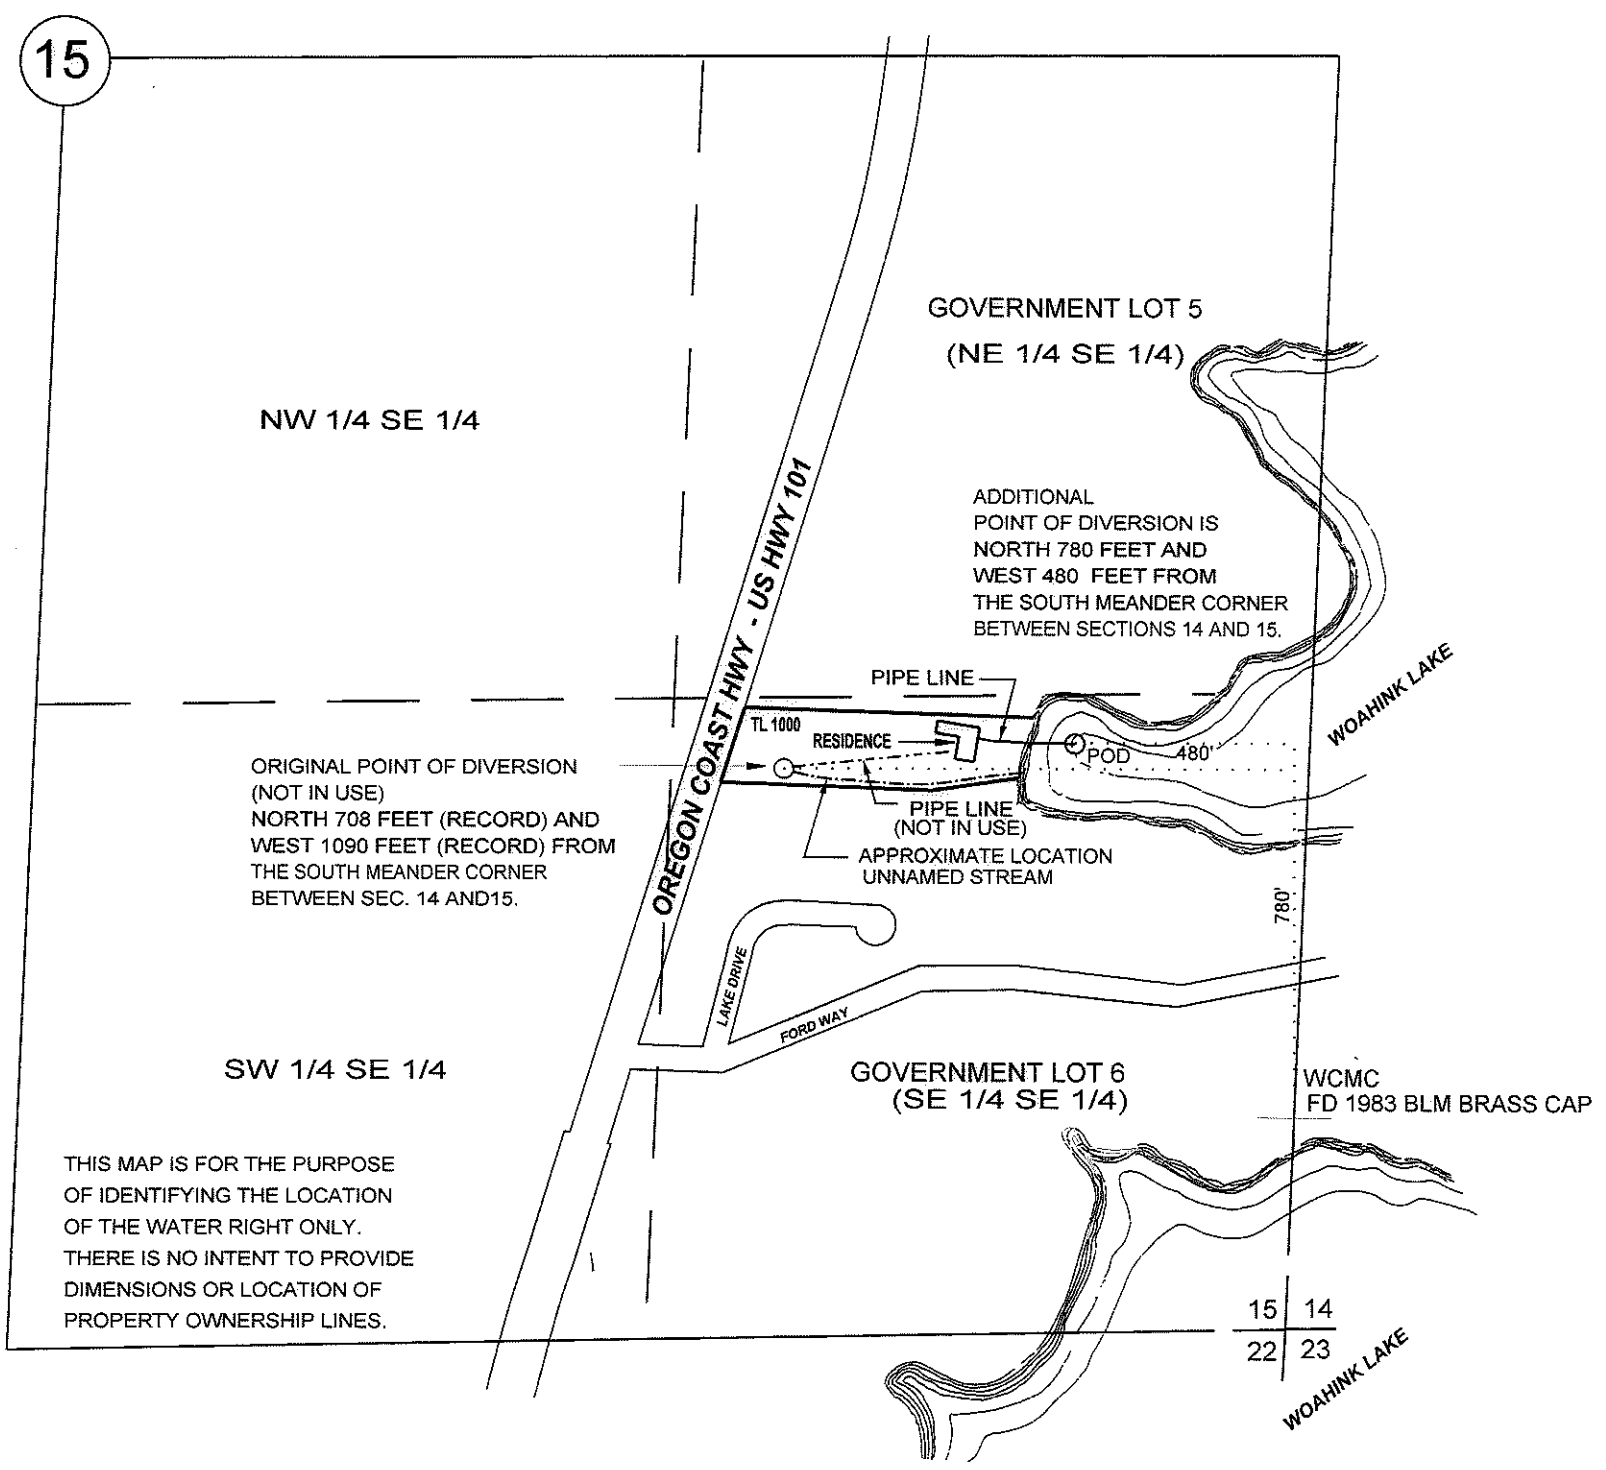 15
GOVERNMENT LOT 5
(NE 1/4 SE 1/4)
NW 1/4 SE 1/4
OREGON COAST HWY - US HWY 101
ADDITIONAL
POINT OF DIVERSION IS
NORTH 780 FEET AND
WEST 480 FEET FROM
THE SOUTH MEANDER CORNER
BETWEEN SECTIONS 14 AND 15.
WOAHINK LAKE
PIPE LINE
TL 1000
RESIDENCE
POD
480'
ORIGINAL POINT OF DIVERSION
(NOT IN USE)
NORTH 708 FEET (RECORD) AND
WEST 1090 FEET (RECORD) FROM
THE SOUTH MEANDER CORNER
BETWEEN SEC. 14 AND15.
PIPE LINE
(NOT IN USE)
APPROXIMATE LOCATION
UNNAMED STREAM
780'
LAKE DRIVE
FORD WAY
SW 1/4 SE 1/4
GOVERNMENT LOT 6
(SE 1/4 SE 1/4)
WCMC
FD 1983 BLM BRASS CAP
THIS MAP IS FOR THE PURPOSE
OF IDENTIFYING THE LOCATION
OF THE WATER RIGHT ONLY.
THERE IS NO INTENT TO PROVIDE
DIMENSIONS OR LOCATION OF
PROPERTY OWNERSHIP LINES.
15 14
22 23
WOAHINK LAKE